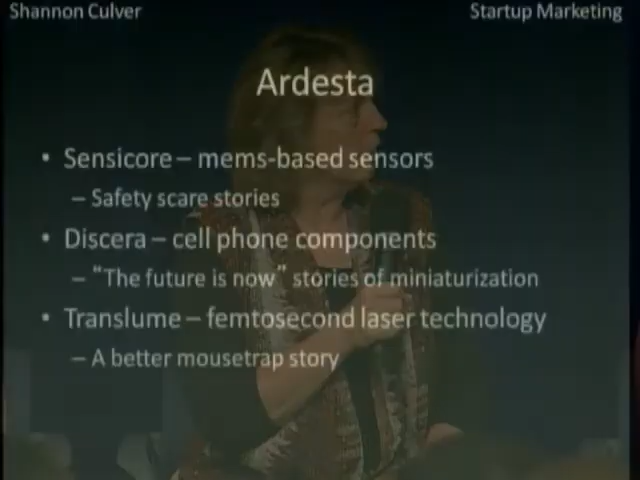 Shannon Culver
Startup Marketing
Ardesta
• Sensicore – mems-based sensors
– Safety scare stories
• Discera – cell phone components
– "The future is now" stories of miniaturization
• Translume – femtosecond laser technology
– A better mousetrap story